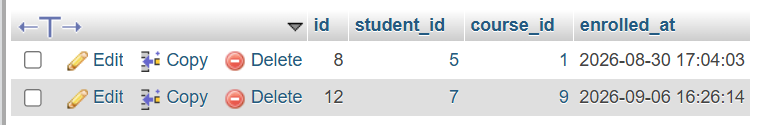 id student_id course_id enrolled_at
Edit Copy Delete 8 5 1 2026-08-30 17:04:03
Edit Copy Delete 12 7 9 2026-09-06 16:26:14